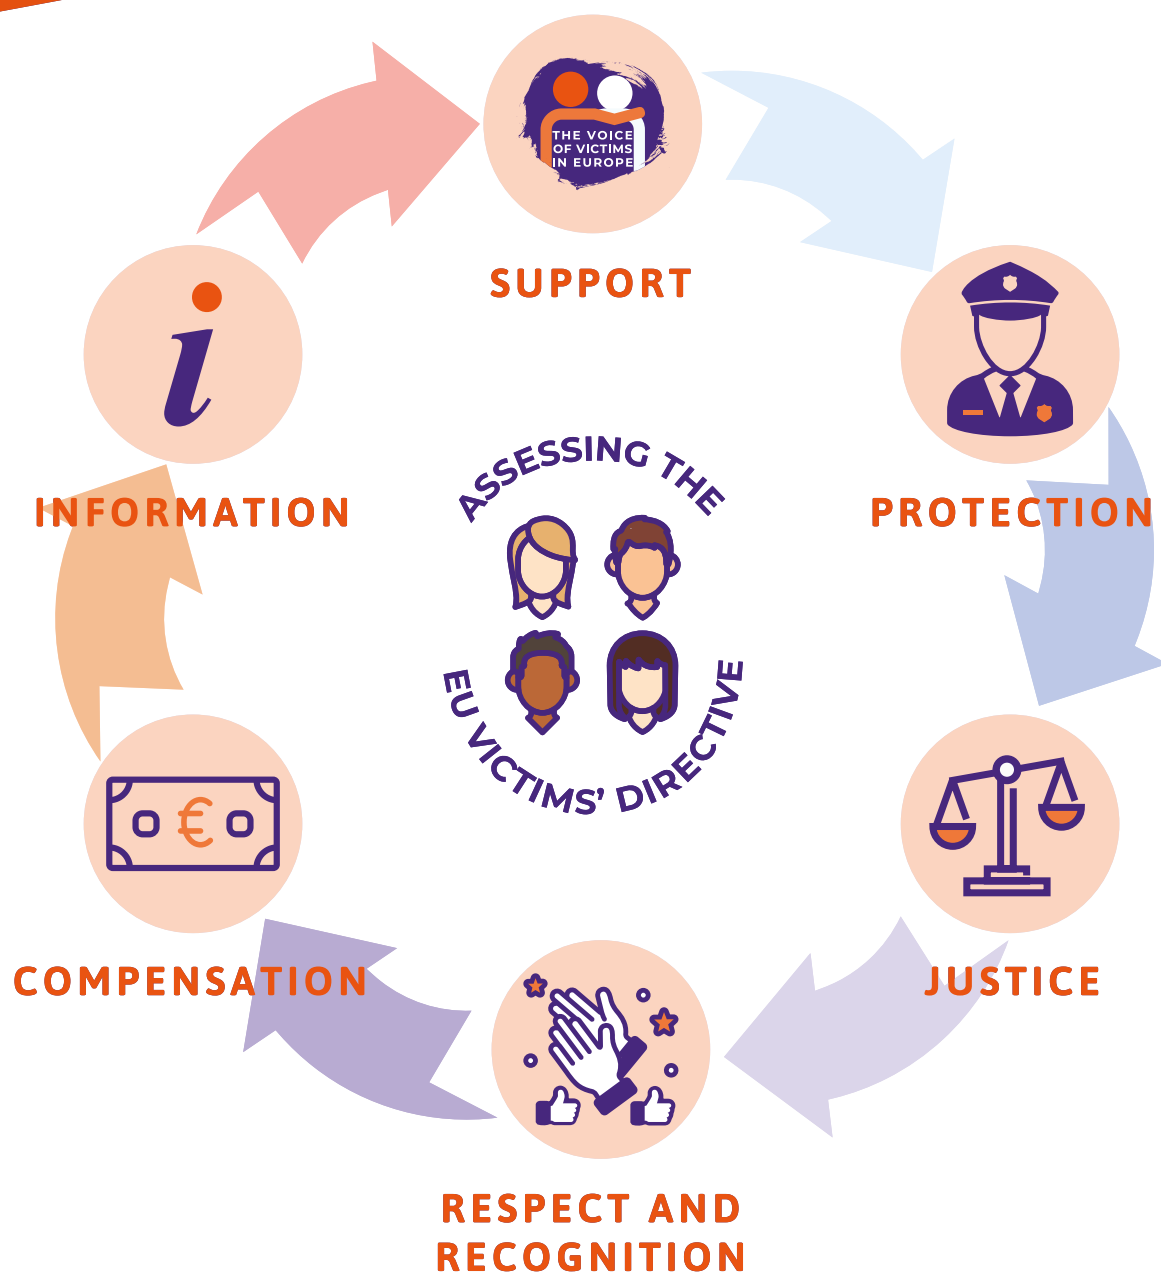 THE VOICE
OF VICTIMS
IN EUROPE
SUPPORT
INFORMATION
PROTECTION
ASSESSING THE
EU VICTIMS’ DIRECTIVE
€
COMPENSATION
JUSTICE
RESPECT AND
RECOGNITION